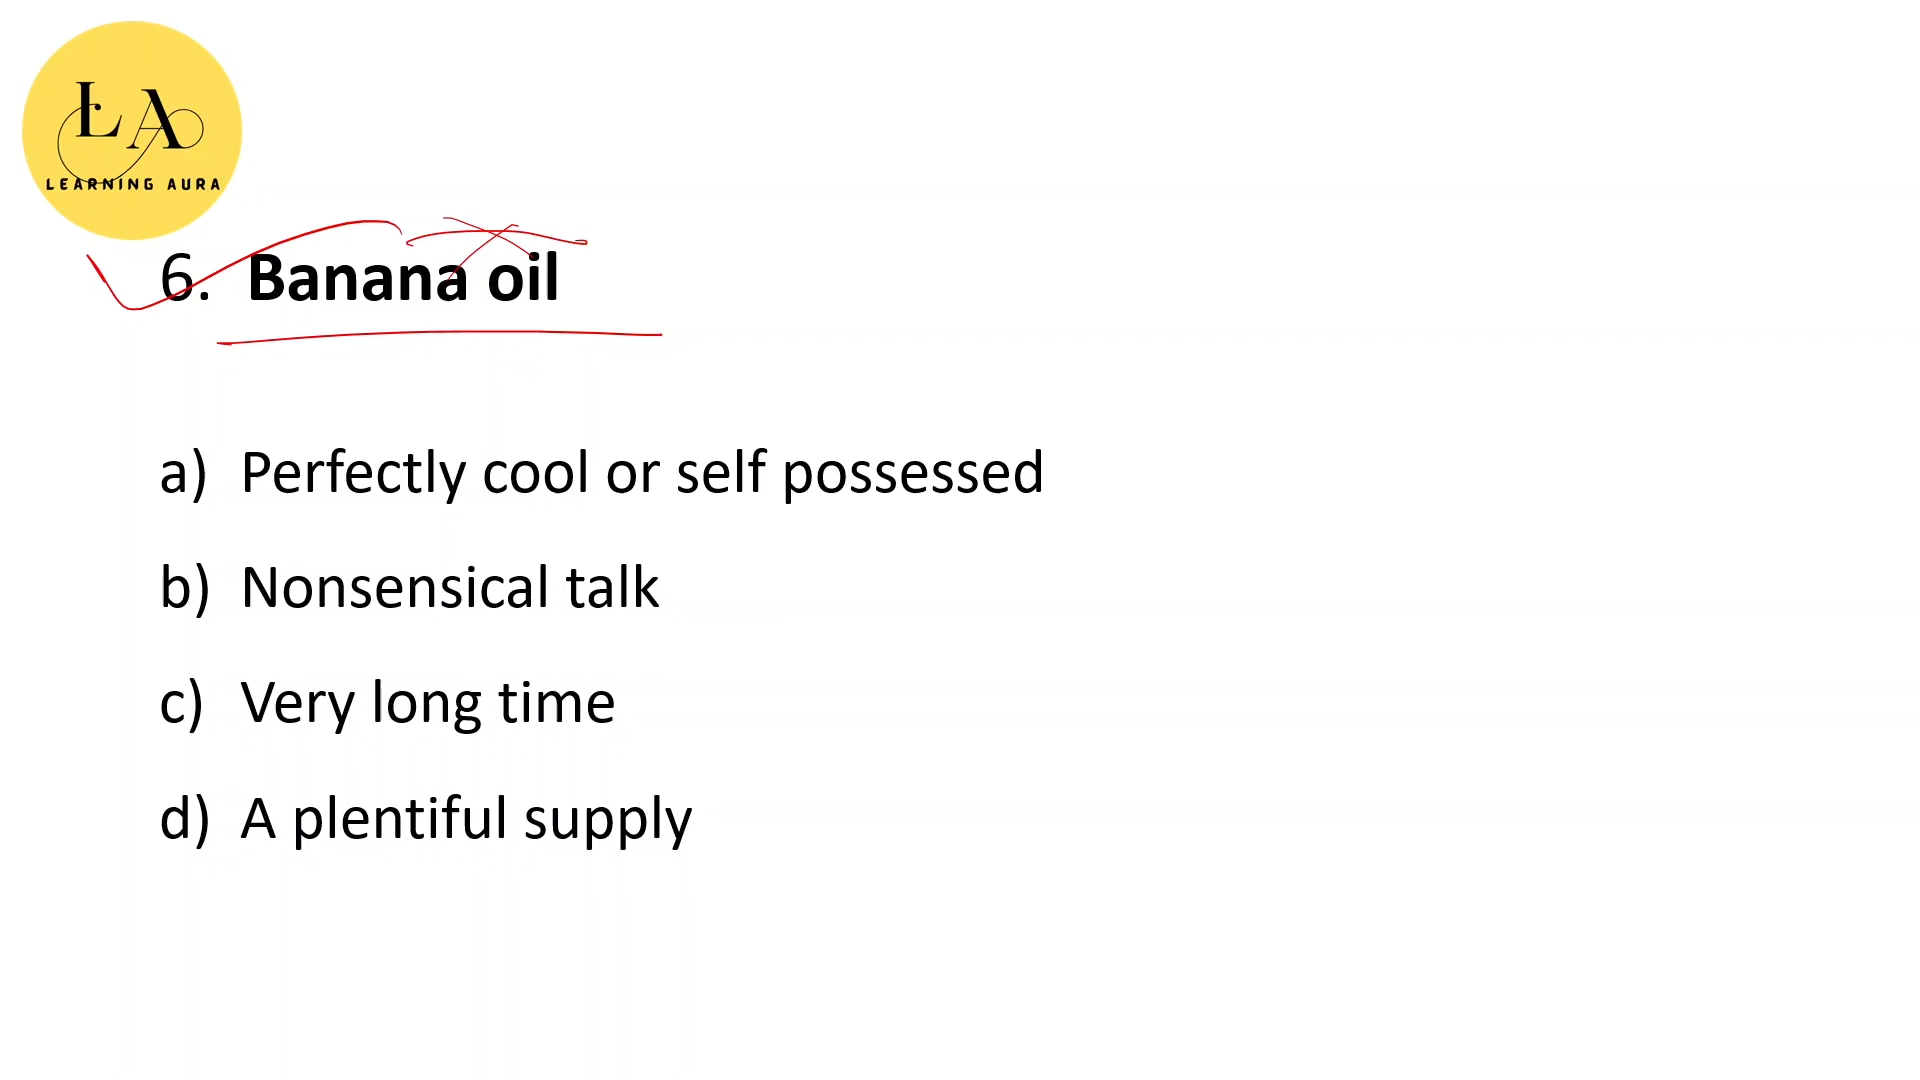 LA
LEARNING AURA
6. Banana oil
a) Perfectly cool or self possessed
b) Nonsensical talk
c) Very long time
d) A plentiful supply